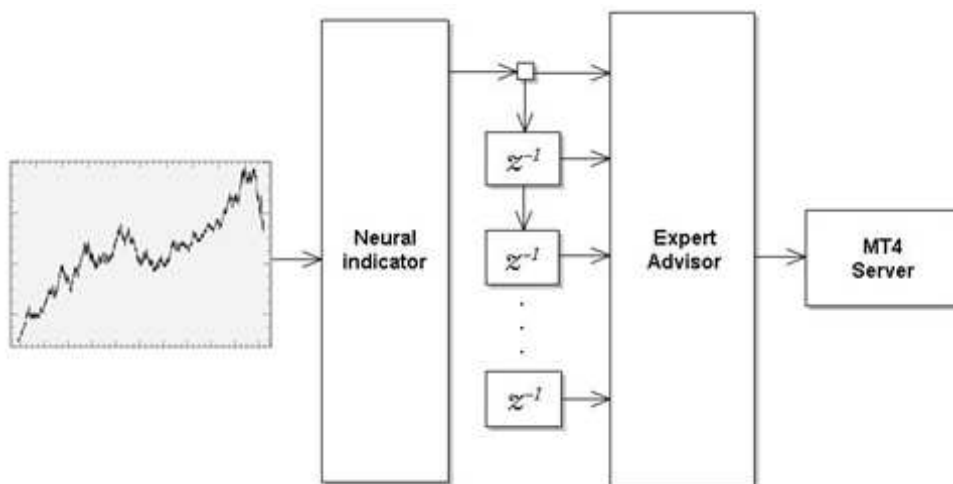 Neural
indicator
z⁻¹
z⁻¹
z⁻¹
Expert
Advisor
MT4
Server